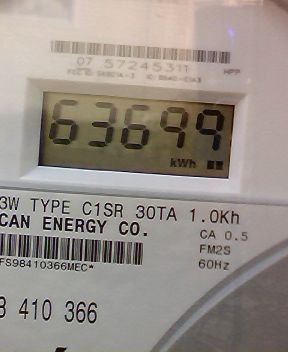 07 57245311
HPP
63699
kWh
3W TYPE C1SR 30TA 1.0Kh
CAN ENERGY CO.
CA 0.5
FM2S
60Hz
FS98410366MEC*
410 366